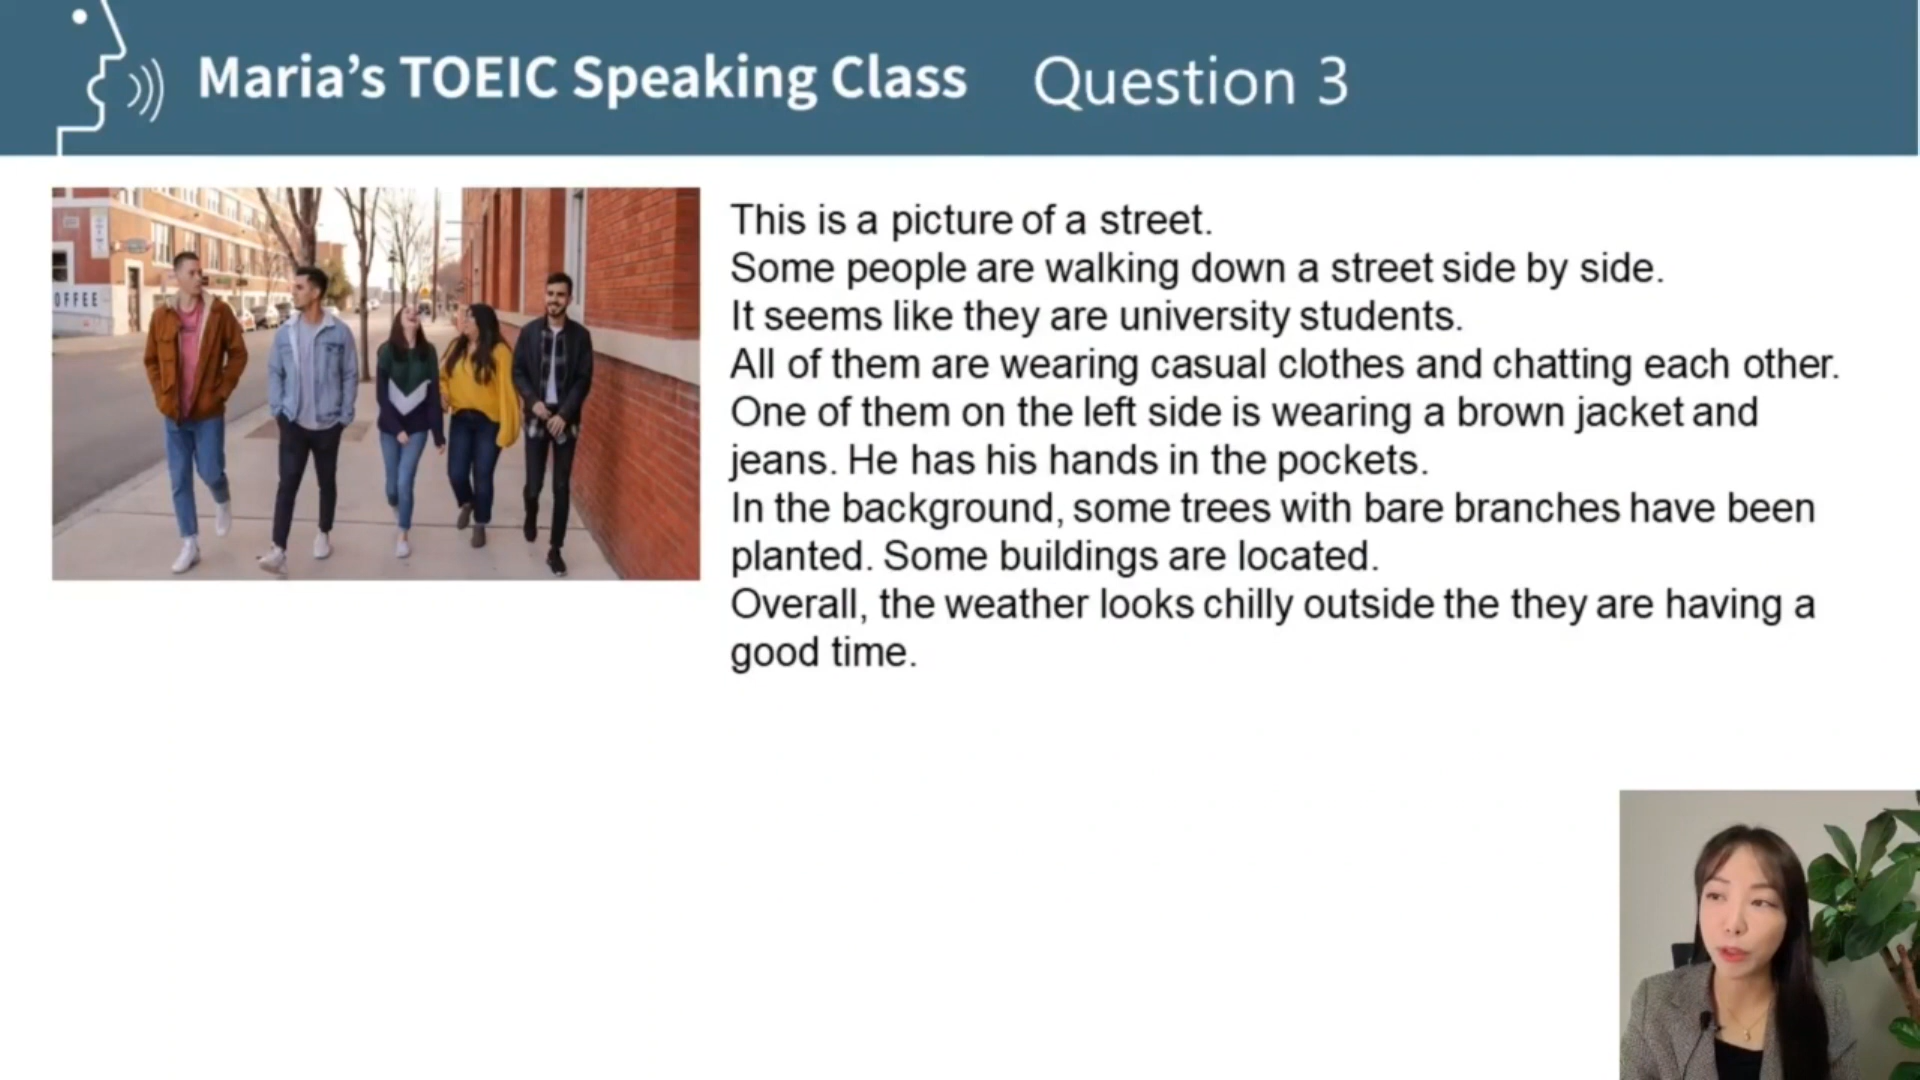 Maria's TOEIC Speaking Class Question 3
OFFEE
This is a picture of a street.
Some people are walking down a street side by side.
It seems like they are university students.
All of them are wearing casual clothes and chatting each other.
One of them on the left side is wearing a brown jacket and
jeans. He has his hands in the pockets.
In the background, some trees with bare branches have been
planted. Some buildings are located.
Overall, the weather looks chilly outside the they are having a
good time.